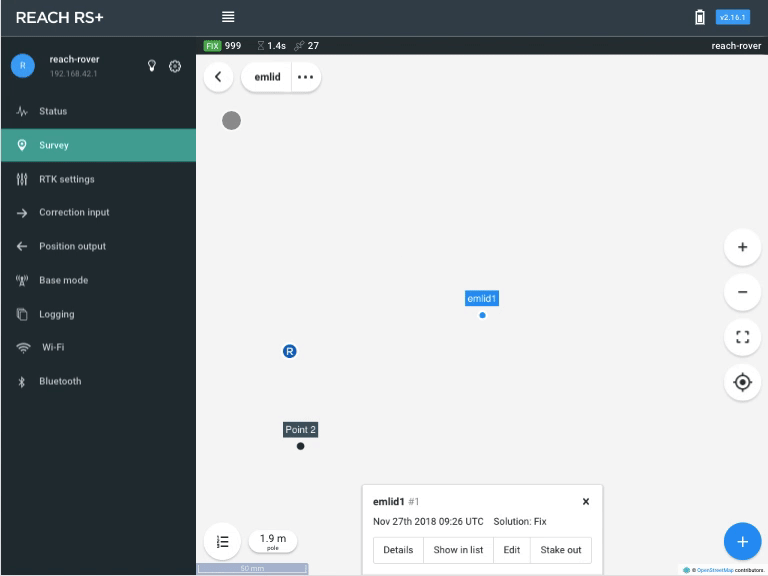 REACH RS+
v2.16.1
FIX 999 1.4s 27 reach-rover
R reach-rover
192.168.42.1
emlid
Status
Survey
RTK settings
Correction input
Position output
Base mode
Logging
Wi-Fi
Bluetooth
emlid1
R
Point 2
emlid1 #1
Nov 27th 2018 09:26 UTC Solution: Fix
Details Show in list Edit Stake out
1.9 m
pole
50 mm
© OpenStreetMap contributors.